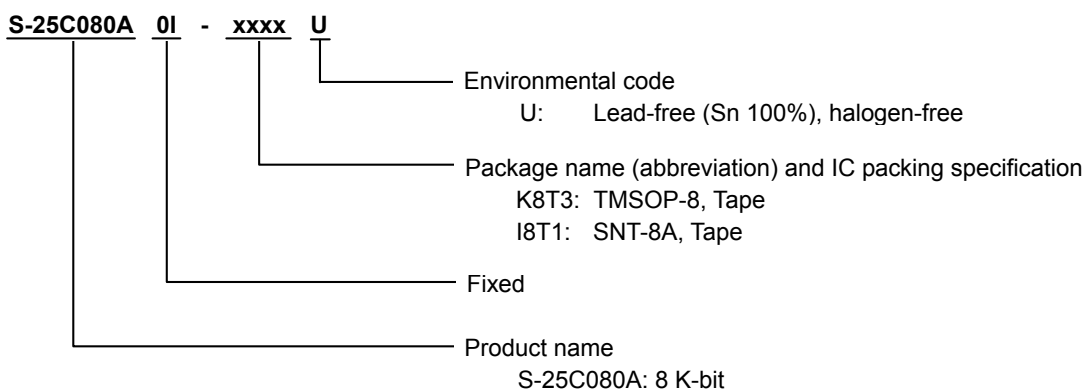 S-25C080A 0I - xxxx U
Environmental code
U: Lead-free (Sn 100%), halogen-free
Package name (abbreviation) and IC packing specification
K8T3: TMSOP-8, Tape
I8T1: SNT-8A, Tape
Fixed
Product name
S-25C080A: 8 K-bit